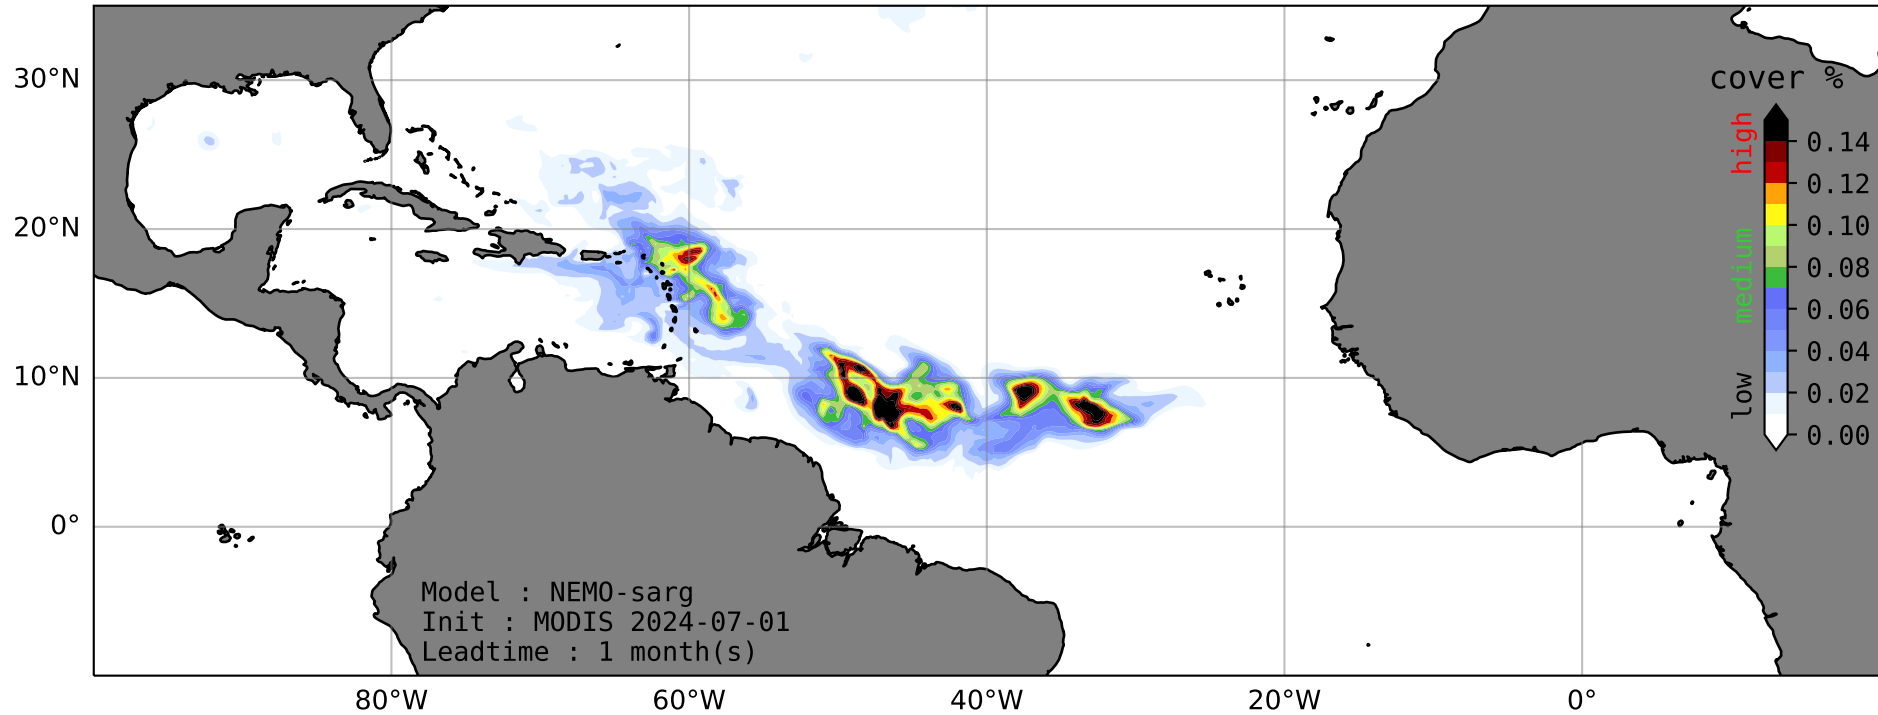 30°N
20°N
10°N
0°
80°W
60°W
40°W
20°W
0°
cover %
high
medium
low
0.14
0.12
0.10
0.08
0.06
0.04
0.02
0.00
Model : NEMO-sarg
Init : MODIS 2024-07-01
Leadtime : 1 month(s)